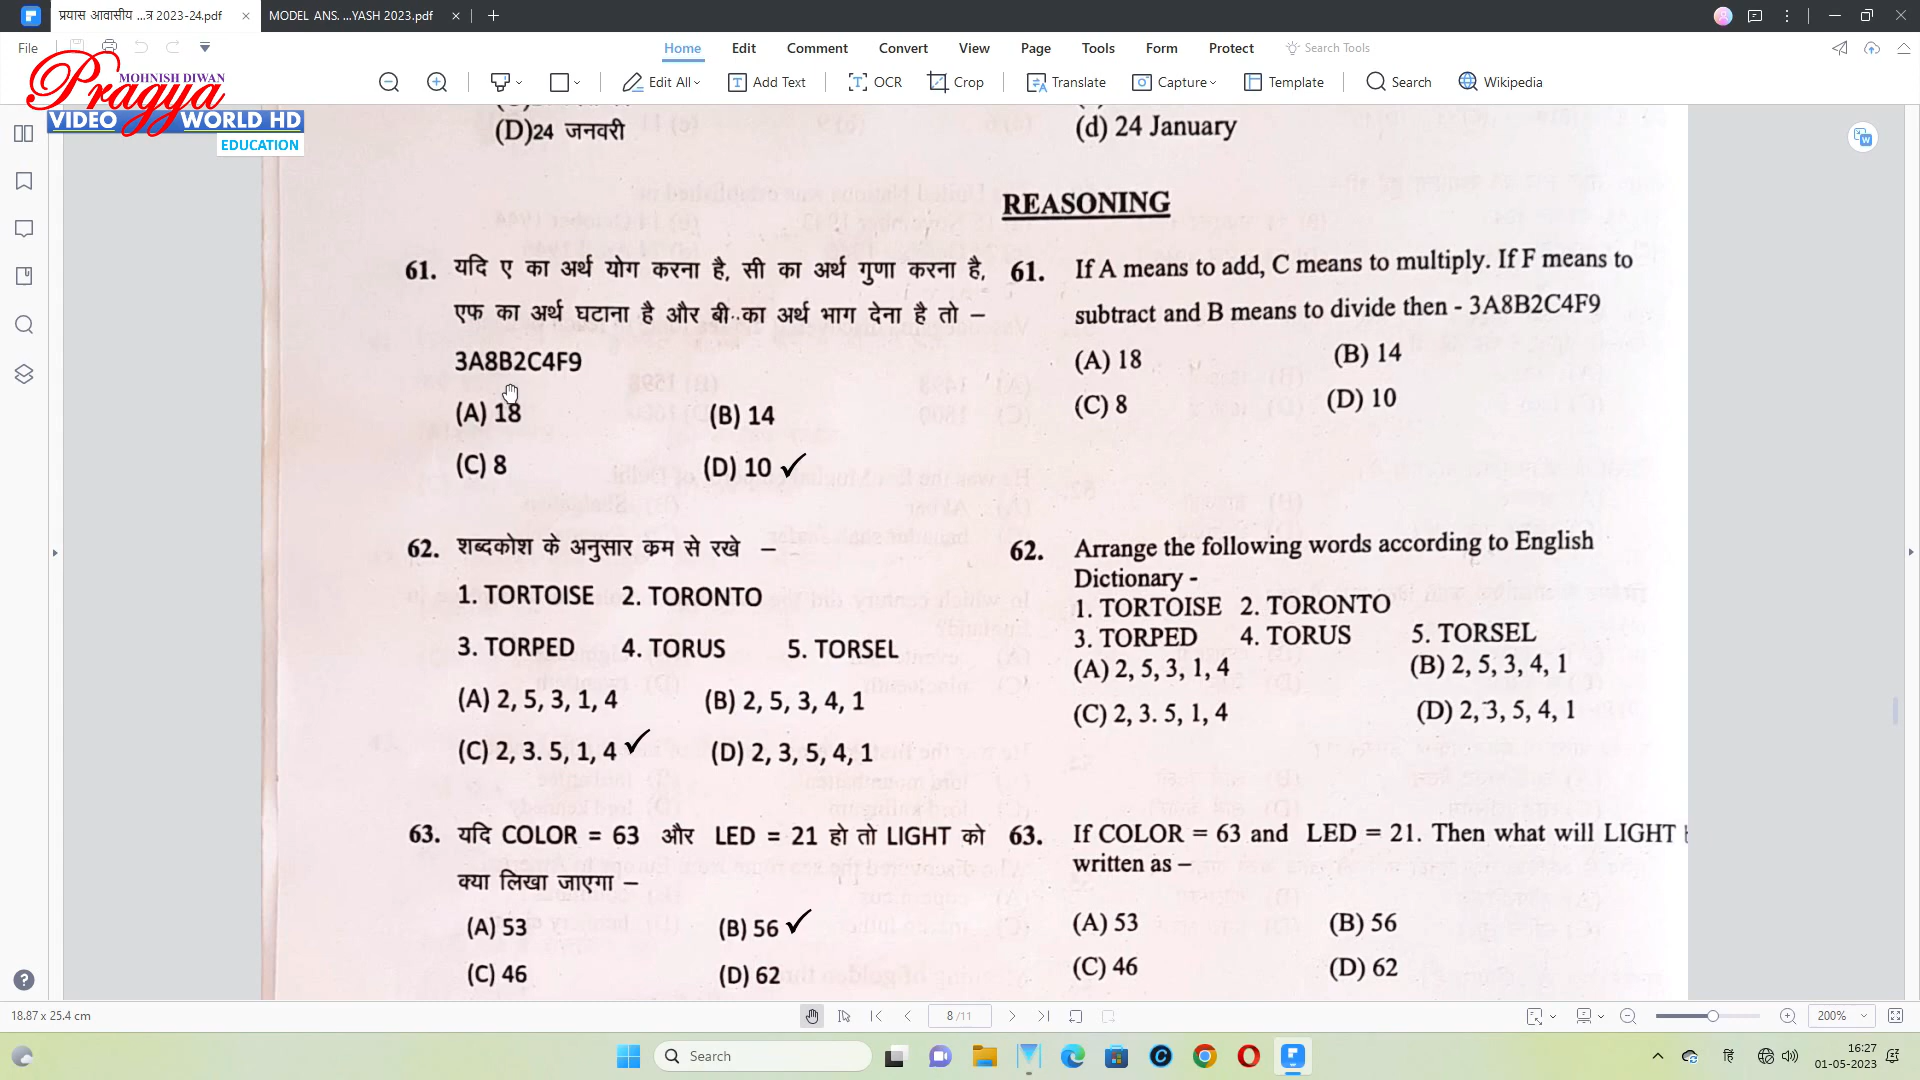 प्रयास आवासीय ...त्र 2023-24.pdf
MODEL ANS. ...YASH 2023.pdf
File
Home Edit Comment Convert View Page Tools Form Protect Search Tools
Edit All Add Text OCR Crop Translate Capture Template Search Wikipedia
MOHNISH DIWAN
Pragya
VIDEO WORLD HD
EDUCATION
(D)24 जनवरी
(d) 24 January
REASONING
61. यदि ए का अर्थ योग करना है, सी का अर्थ गुणा करना है,
एफ का अर्थ घटाना है और बी का अर्थ भाग देना है तो –
3A8B2C4F9
(A) 18 (B) 14
(C) 8 (D) 10 ✓
61. If A means to add, C means to multiply. If F means to
subtract and B means to divide then - 3A8B2C4F9
(A) 18 (B) 14
(C) 8 (D) 10
62. शब्दकोश के अनुसार क्रम से रखे –
1. TORTOISE 2. TORONTO
3. TORPED 4. TORUS 5. TORSEL
(A) 2, 5, 3, 1, 4 (B) 2, 5, 3, 4, 1
(C) 2, 3. 5, 1, 4 ✓ (D) 2, 3, 5, 4, 1
62. Arrange the following words according to English
Dictionary -
1. TORTOISE 2. TORONTO
3. TORPED 4. TORUS 5. TORSEL
(A) 2, 5, 3, 1, 4 (B) 2, 5, 3, 4, 1
(C) 2, 3. 5, 1, 4 (D) 2, 3, 5, 4, 1
63. यदि COLOR = 63 और LED = 21 हो तो LIGHT को
क्या लिखा जाएगा –
(A) 53 (B) 56 ✓
(C) 46 (D) 62
63. If COLOR = 63 and LED = 21. Then what will LIGHT
written as –
(A) 53 (B) 56
(C) 46 (D) 62
18.87 x 25.4 cm
8 /11
200%
Search
हिं
16:27
01-05-2023